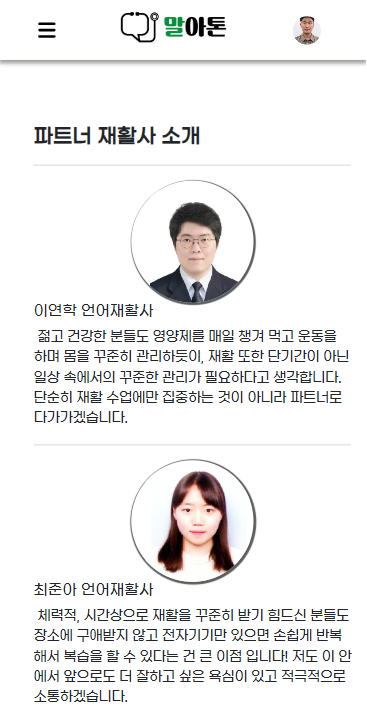 말아톤
파트너 재활사 소개
이연학 언어재활사
젊고 건강한 분들도 영양제를 매일 챙겨 먹고 운동을
하며 몸을 꾸준히 관리하듯이, 재활 또한 단기간이 아닌
일상 속에서의 꾸준한 관리가 필요하다고 생각합니다.
단순히 재활 수업에만 집중하는 것이 아니라 파트너로
다가가겠습니다.
최준아 언어재활사
체력적, 시간상으로 재활을 꾸준히 받기 힘드신 분들도
장소에 구애받지 않고 전자기기만 있으면 손쉽게 반복
해서 복습을 할 수 있다는 건 큰 이점 입니다! 저도 이 안
에서 앞으로도 더 잘하고 싶은 욕심이 있고 적극적으로
소통하겠습니다.